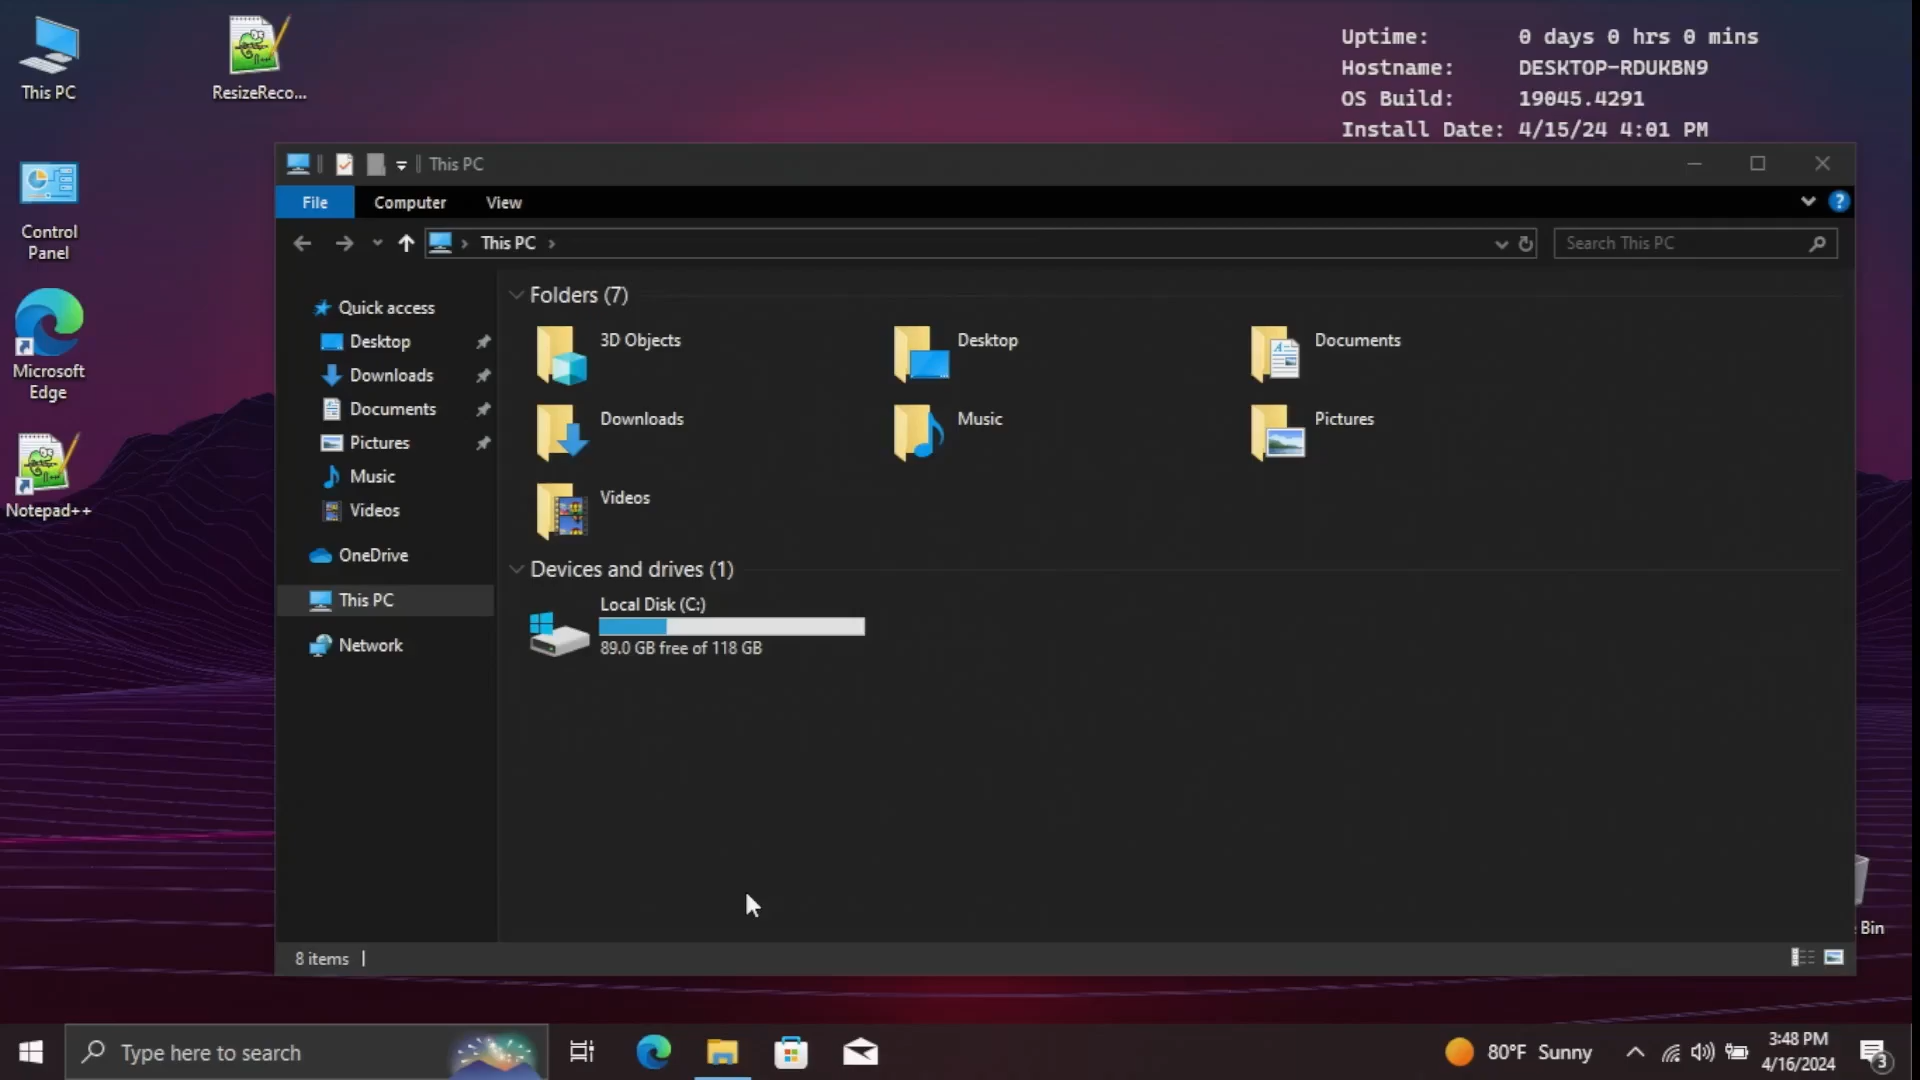 This PC
ResizeReco...
Uptime: 0 days 0 hrs 0 mins
Hostname: DESKTOP-RDUKBN9
OS Build: 19045.4291
Install Date: 4/15/24 4:01 PM
Control
Panel
Microsoft
Edge
Notepad++
This PC
File
Computer
View
?
This PC
Search This PC
Quick access
Desktop
Downloads
Documents
Pictures
Music
Videos
OneDrive
This PC
Network
Folders (7)
3D Objects
Desktop
Documents
Downloads
Music
Pictures
Videos
Devices and drives (1)
Local Disk (C:)
89.0 GB free of 118 GB
8 items
Bin
Type here to search
80°F Sunny
3:48 PM
4/16/2024
3